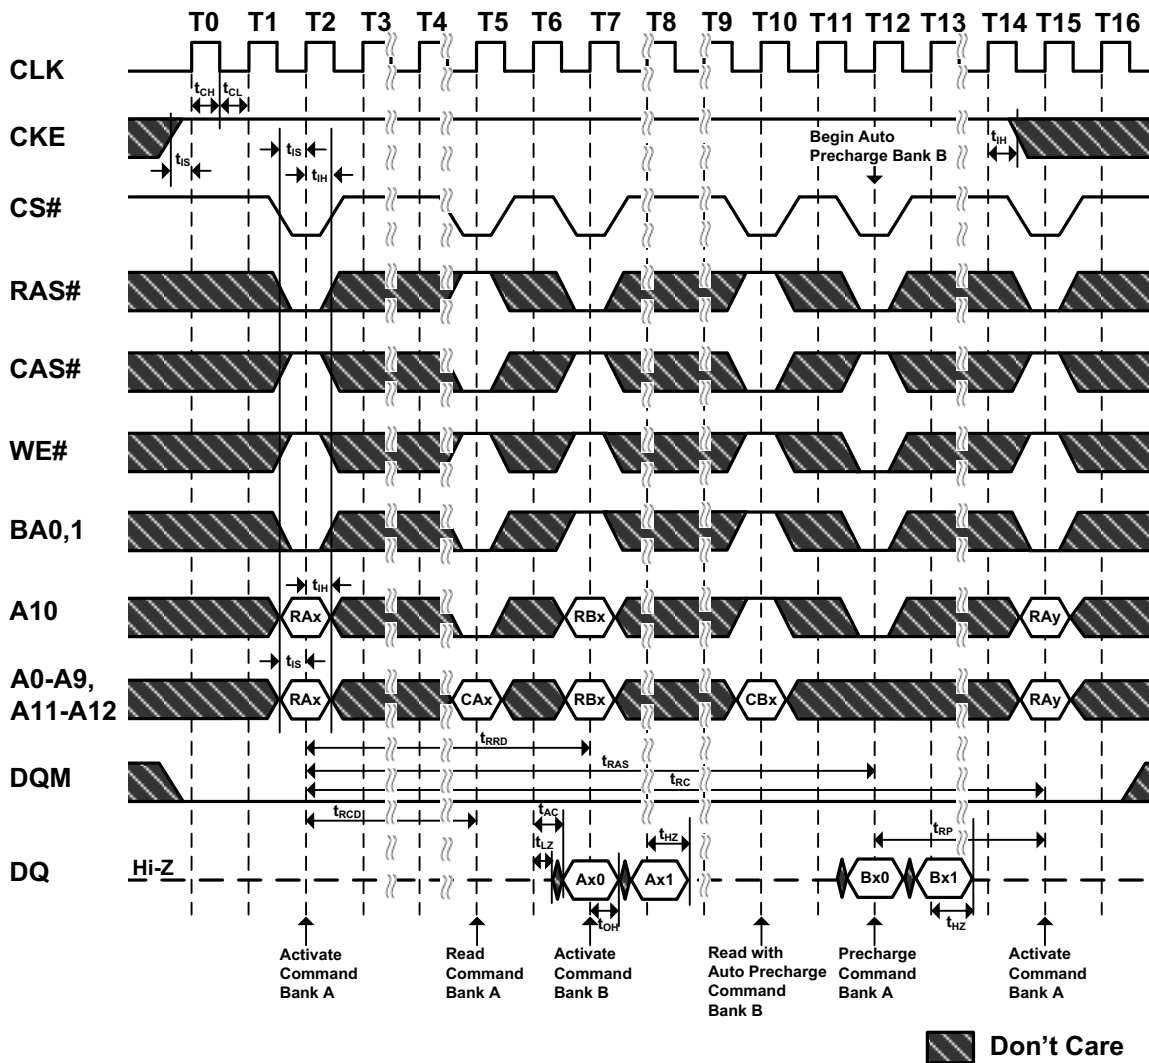 T0 T1 T2 T3 T4 T5 T6 T7 T8 T9 T10 T11 T12 T13 T14 T15 T16
CLK
tCH tCL
CKE
tIS
tIS
tIH
Begin Auto
Precharge Bank B
tIH
CS#
RAS#
CAS#
WE#
BA0,1
tIH
A10
RAx RBx RAy
tIS
A0-A9,
A11-A12
RAx CAx RBx CBx RAy
tRRD
tRAS
tRC
DQM
tRCD
tAC
tLZ
tHZ
tRP
DQ
Hi-Z
Ax0 Ax1 Bx0 Bx1
tOH
tHZ
Activate
Command
Bank A
Read
Command
Bank A
Activate
Command
Bank B
Read with
Auto Precharge
Command
Bank B
Precharge
Command
Bank A
Activate
Command
Bank A
Don't Care